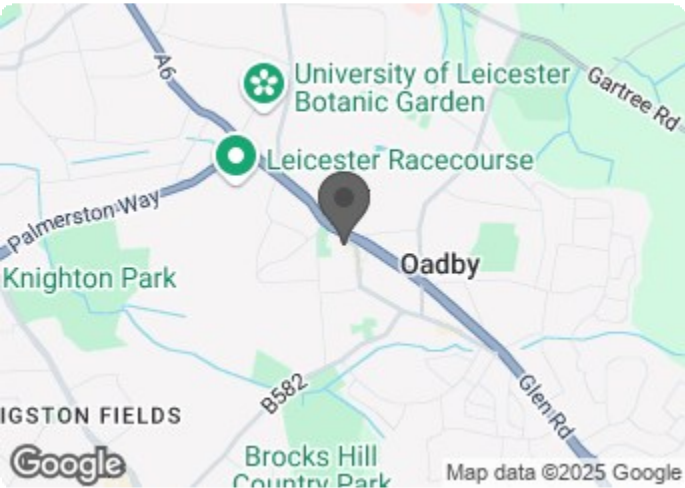 A6
University of Leicester
Botanic Garden
Gartree Rd
Leicester Racecourse
Palmerston Way
Oadby
Knighton Park
B582
Glen Rd
IGSTON FIELDS
Brocks Hill
Country Park
Google
Map data ©2025 Google